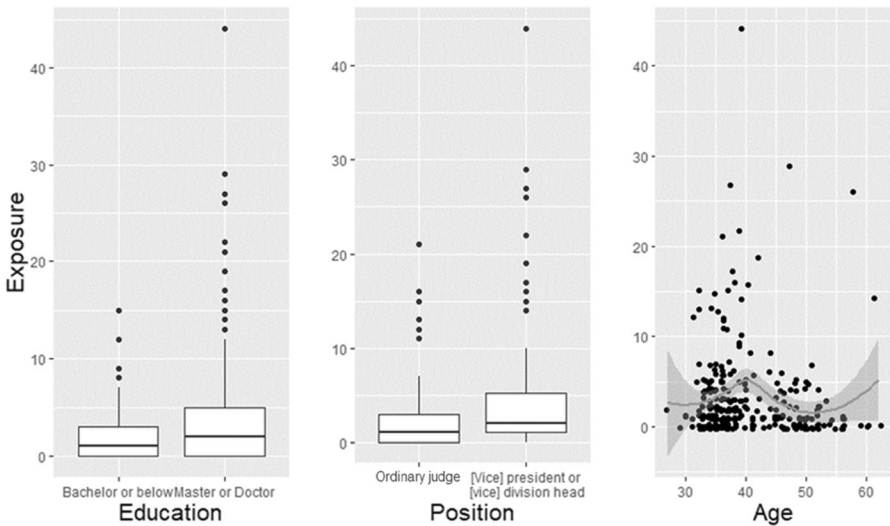 Exposure
40
30
20
10
0
Bachelor or below Master or Doctor
Education
40
30
20
10
0
Ordinary judge
[Vice] president or
[vice] division head
Position
40
30
20
10
0
30 40 50 60
Age